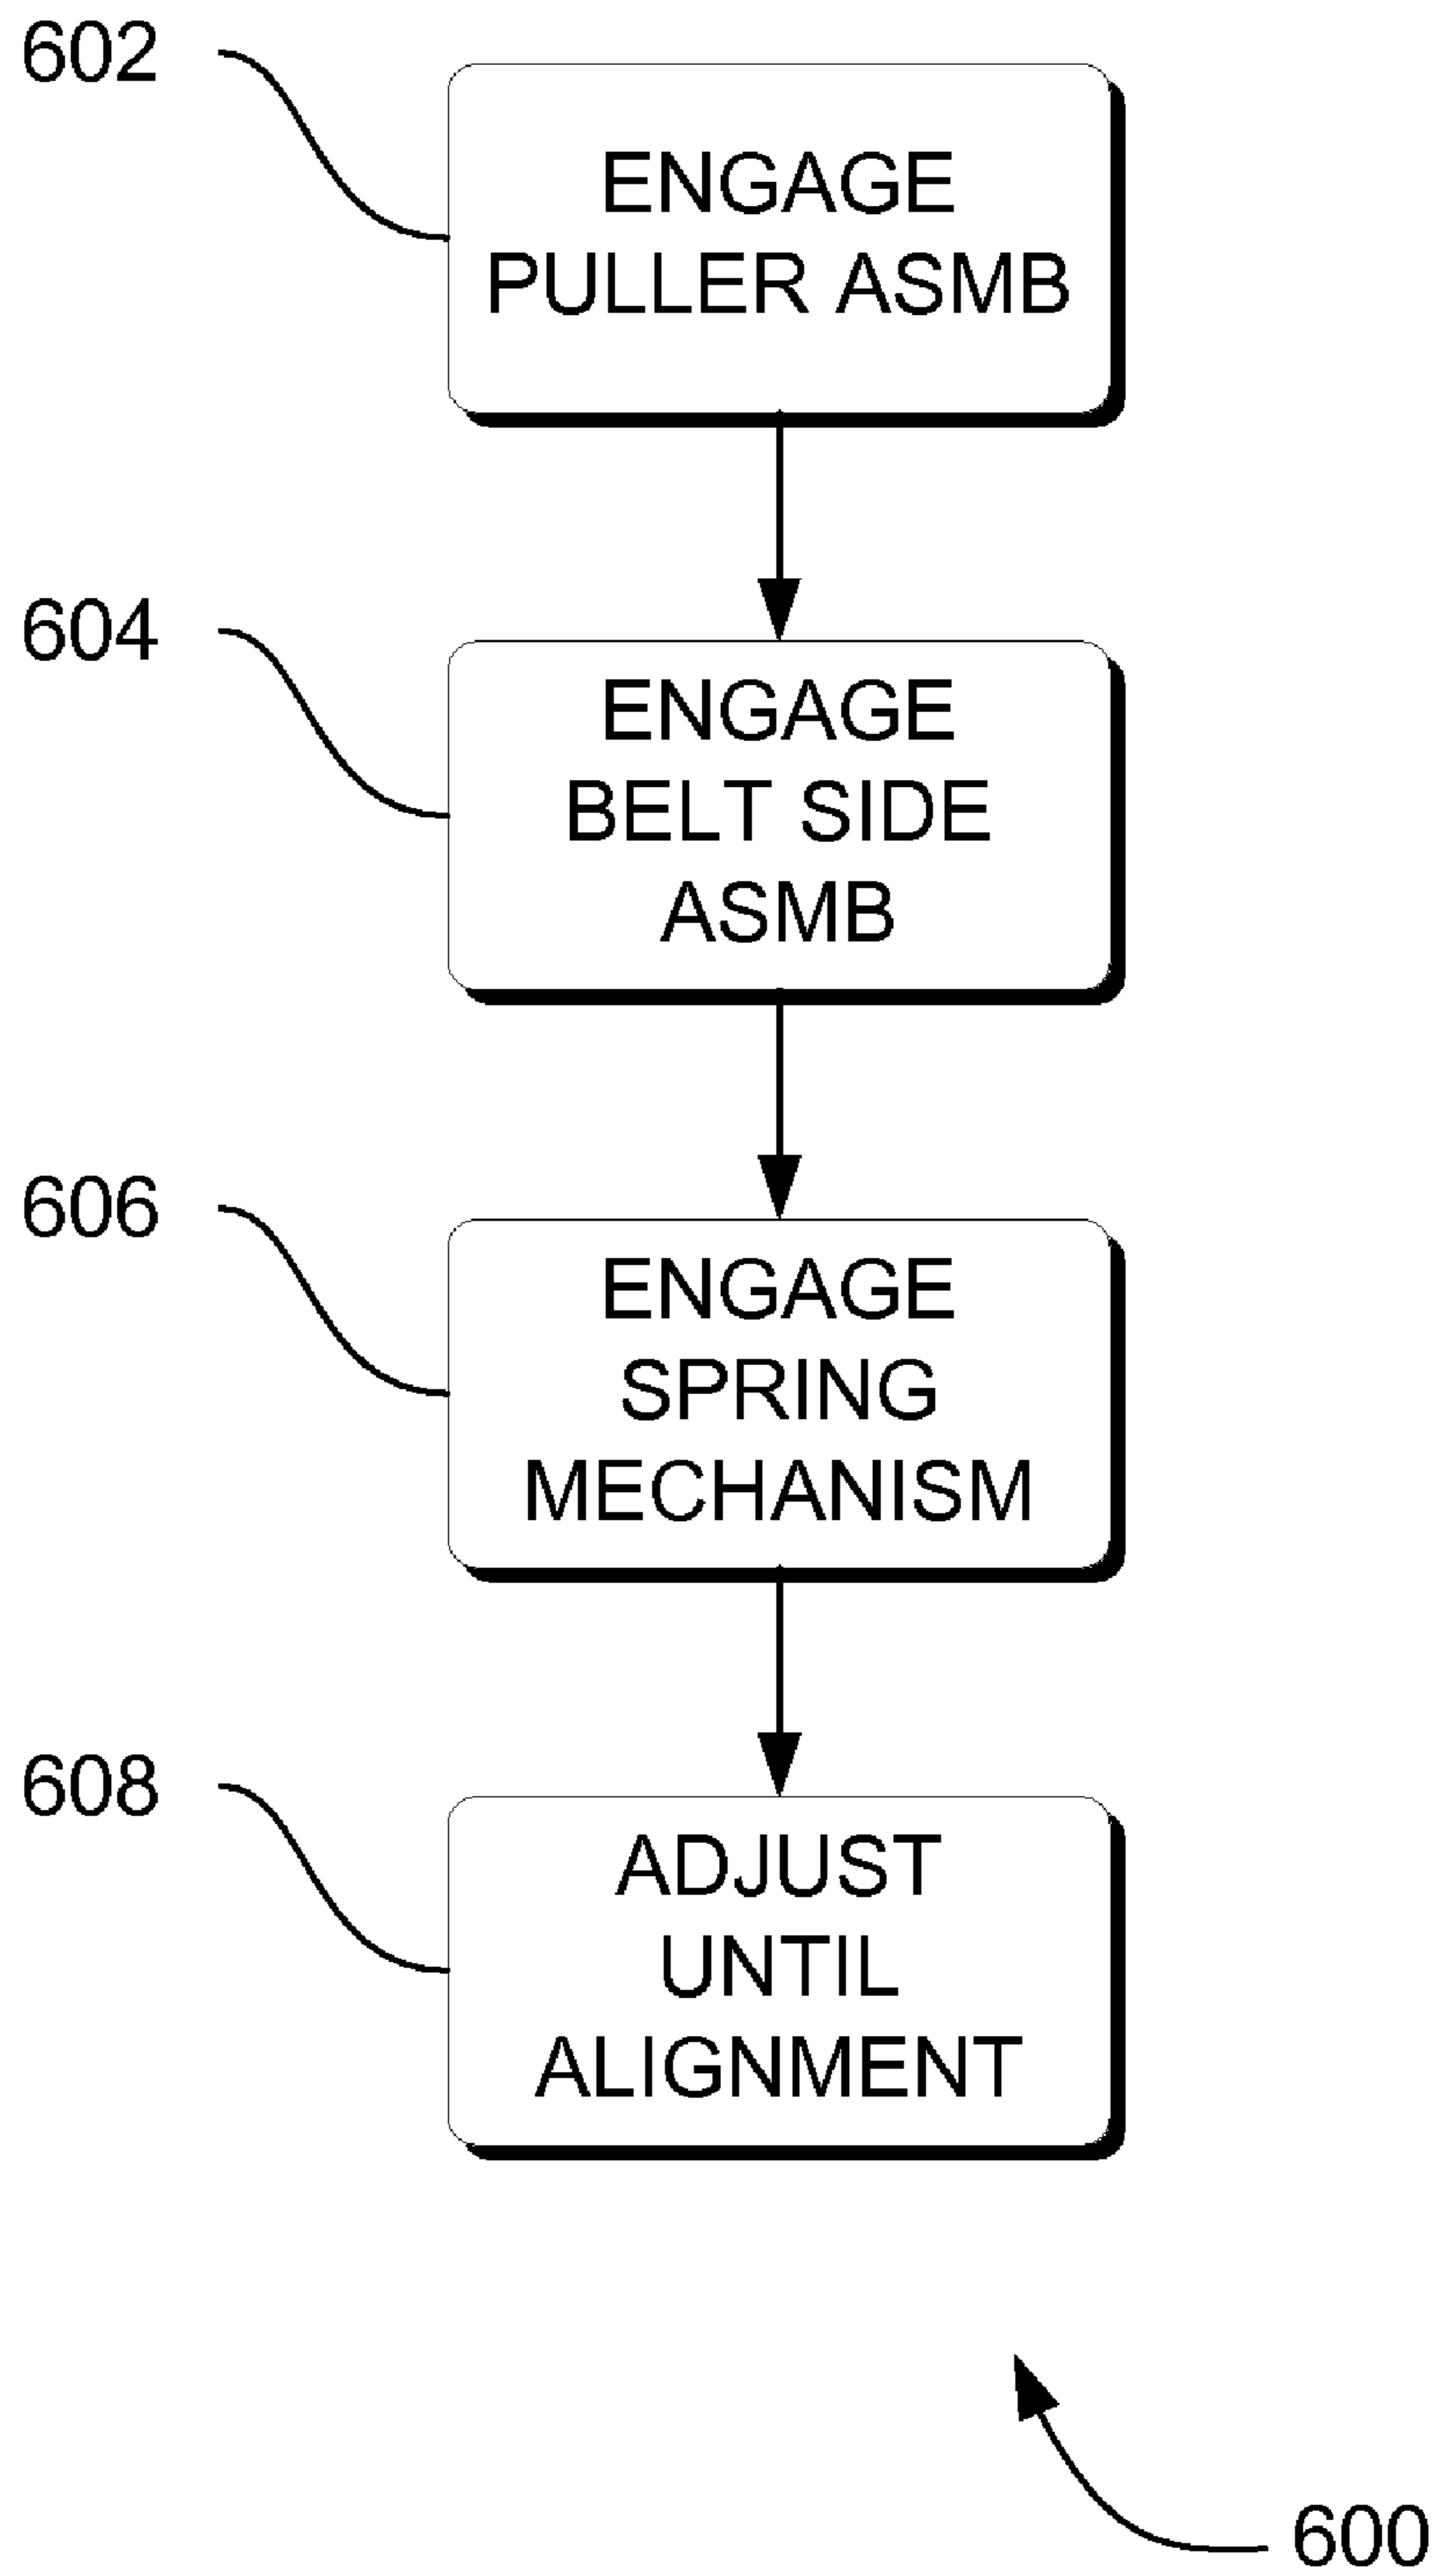 602
ENGAGE
PULLER ASMB
604
ENGAGE
BELT SIDE
ASMB
606
ENGAGE
SPRING
MECHANISM
608
ADJUST
UNTIL
ALIGNMENT
600